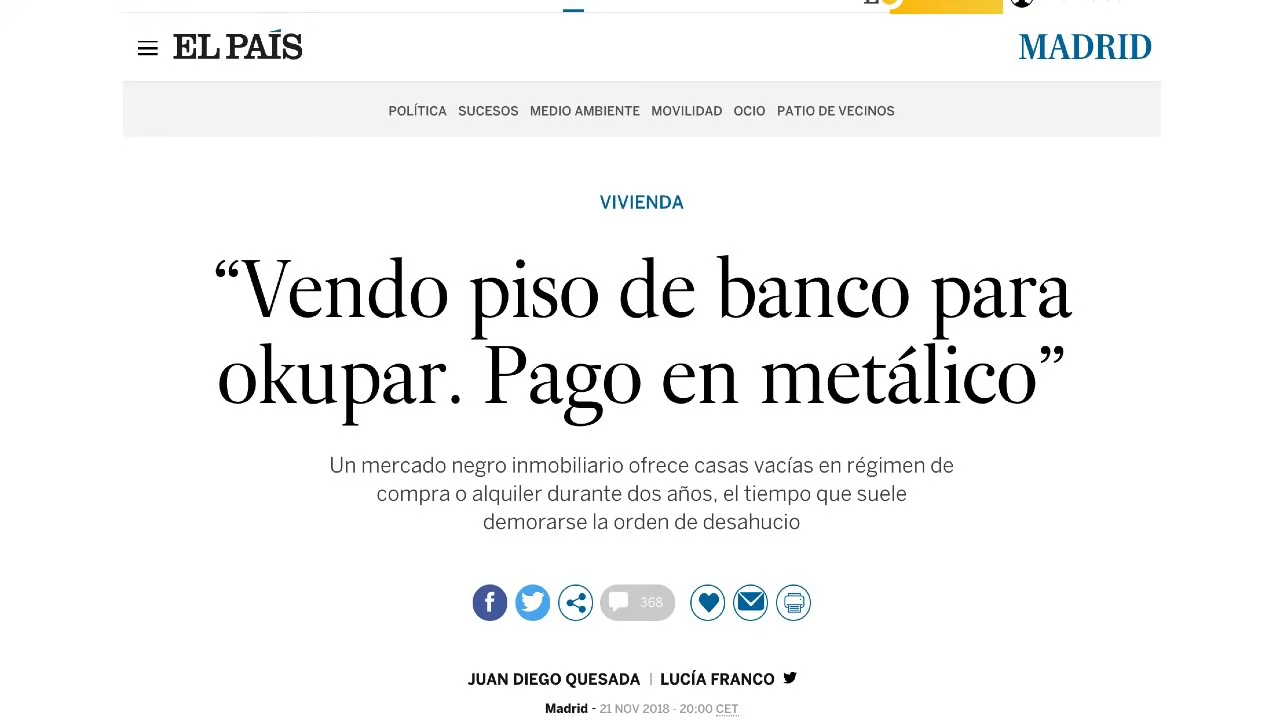 EL PAÍS
MADRID
POLÍTICA SUCESOS MEDIO AMBIENTE MOVILIDAD OCIO PATIO DE VECINOS
VIVIENDA
“Vendo piso de banco para
okupar. Pago en metálico”
Un mercado negro inmobiliario ofrece casas vacías en régimen de
compra o alquiler durante dos años, el tiempo que suele
demorarse la orden de desahucio
368
JUAN DIEGO QUESADA | LUCÍA FRANCO
Madrid - 21 NOV 2018 - 20:00 CET